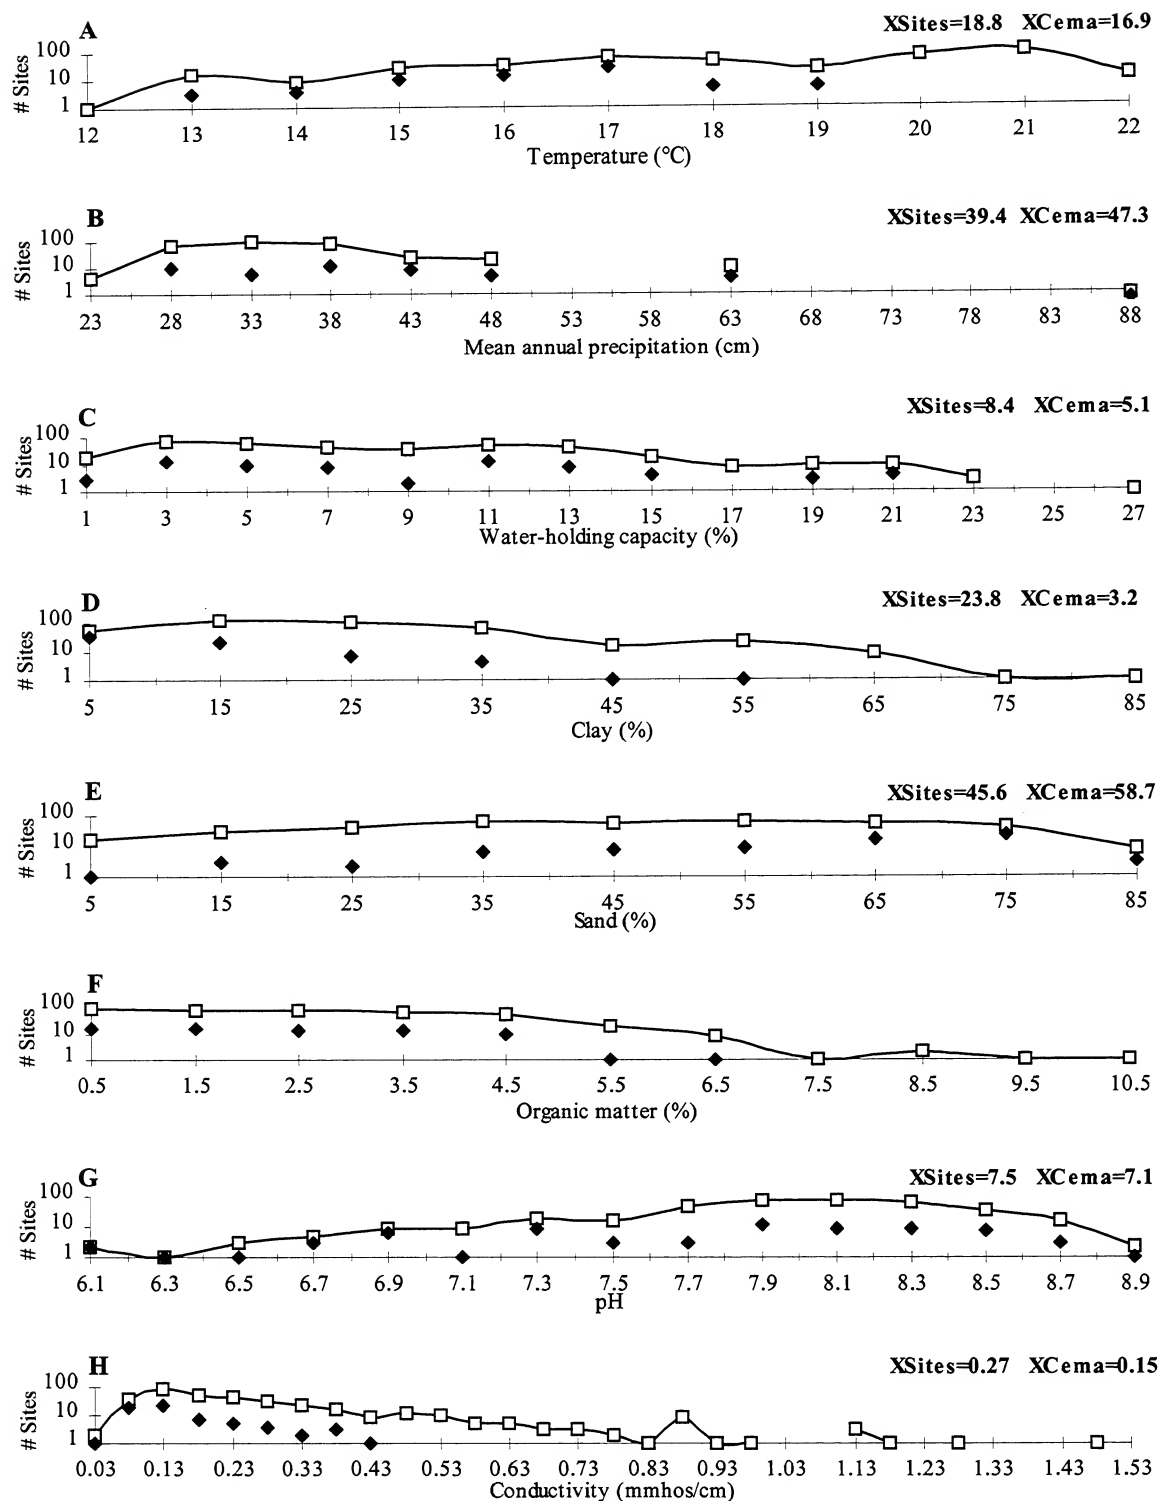 A
XSites=18.8 XCema=16.9
# Sites
100
10
1
12 13 14 15 16 17 18 19 20 21 22
Temperature (°C)
B
XSites=39.4 XCema=47.3
# Sites
100
10
1
23 28 33 38 43 48 53 58 63 68 73 78 83 88
Mean annual precipitation (cm)
C
XSites=8.4 XCema=5.1
# Sites
100
10
1
1 3 5 7 9 11 13 15 17 19 21 23 25 27
Water-holding capacity (%)
D
XSites=23.8 XCema=3.2
# Sites
100
10
1
5 15 25 35 45 55 65 75 85
Clay (%)
E
XSites=45.6 XCema=58.7
# Sites
100
10
1
5 15 25 35 45 55 65 75 85
Sand (%)
F
# Sites
100
10
1
0.5 1.5 2.5 3.5 4.5 5.5 6.5 7.5 8.5 9.5 10.5
Organic matter (%)
G
XSites=7.5 XCema=7.1
# Sites
100
10
1
6.1 6.3 6.5 6.7 6.9 7.1 7.3 7.5 7.7 7.9 8.1 8.3 8.5 8.7 8.9
pH
H
XSites=0.27 XCema=0.15
# Sites
100
10
1
0.03 0.13 0.23 0.33 0.43 0.53 0.63 0.73 0.83 0.93 1.03 1.13 1.23 1.33 1.43 1.53
Conductivity (mmhos/cm)